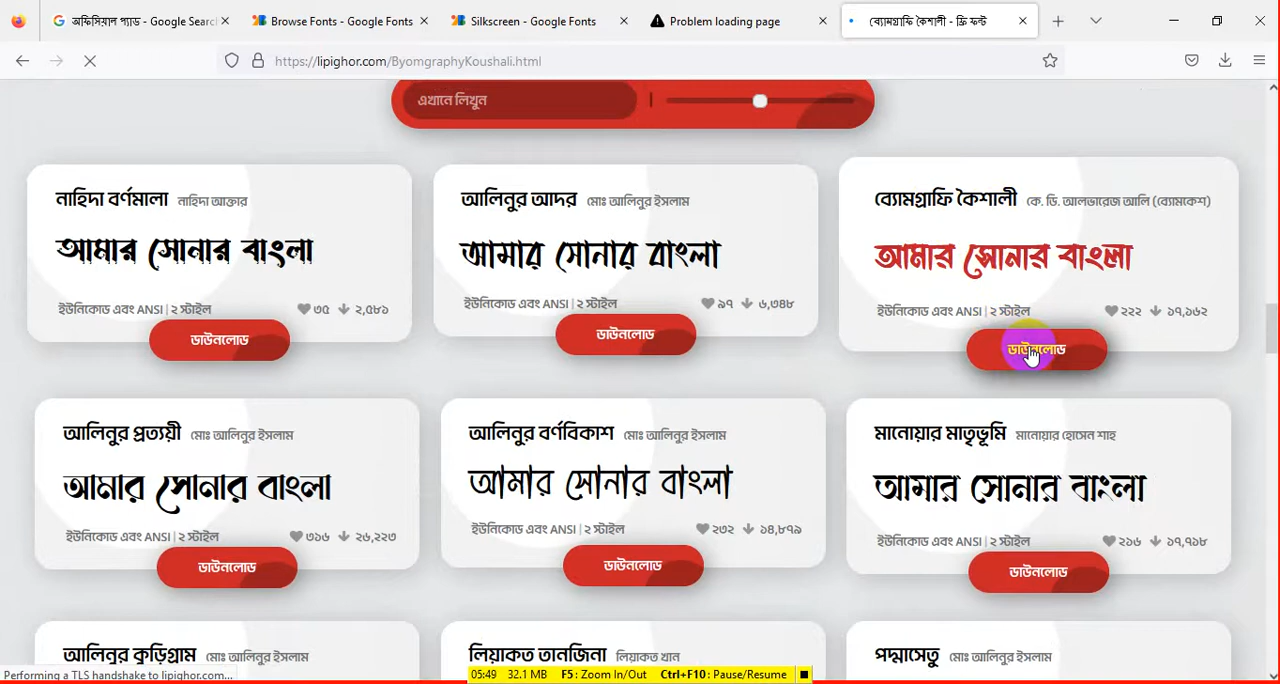 অফিসিয়াল প্যাড - Google Searc
Browse Fonts - Google Fonts
Silkscreen - Google Fonts
Problem loading page
ব্যোমগ্রাফি কৈশালী - ফ্রি ফন্ট
https://lipighor.com/ByomgraphyKoushali.html
এখানে লিখুন
নাহিদা বর্ণমালা নাহিদা আক্তার
আমার সোনার বাংলা
ইউনিকোড এবং ANSI | ২ স্টাইল ৩৫ ২,৫৮১
ডাউনলোড
আলিনুর আদর মোঃ আলিনুর ইসলাম
আমার সোনার বাংলা
ইউনিকোড এবং ANSI | ২ স্টাইল ৯৭ ৬,৩৪৮
ডাউনলোড
ব্যোমগ্রাফি কৈশালী কে. ডি. আলভারেজ আলি (ব্যোমকেশ)
আমার সোনার বাংলা
ইউনিকোড এবং ANSI | ২ স্টাইল ২২২ ১৭,১৬২
ডাউনলোড
আলিনুর প্রত্যয়ী মোঃ আলিনুর ইসলাম
আমার সোনার বাংলা
ইউনিকোড এবং ANSI | ২ স্টাইল ৩১৬ ২৬,২২৩
ডাউনলোড
আলিনুর বর্ণবিকাশ মোঃ আলিনুর ইসলাম
আমার সোনার বাংলা
ইউনিকোড এবং ANSI | ২ স্টাইল ২৩২ ১৪,৮৭৯
ডাউনলোড
মানোয়ার মাতৃভূমি মানোয়ার হোসেন শাহ
আমার সোনার বাংলা
ইউনিকোড এবং ANSI | ২ স্টাইল ২১৬ ১৭,৭১৮
ডাউনলোড
আলিনুর কুড়িগ্রাম মোঃ আলিনুর ইসলাম
লিয়াকত তানজিনা লিয়াকত খান
পদ্মাসেতু মোঃ আলিনুর ইসলাম
Performing a TLS handshake to lipighor.com...
05:49 32.1 MB F5: Zoom In/Out Ctrl+F10: Pause/Resume